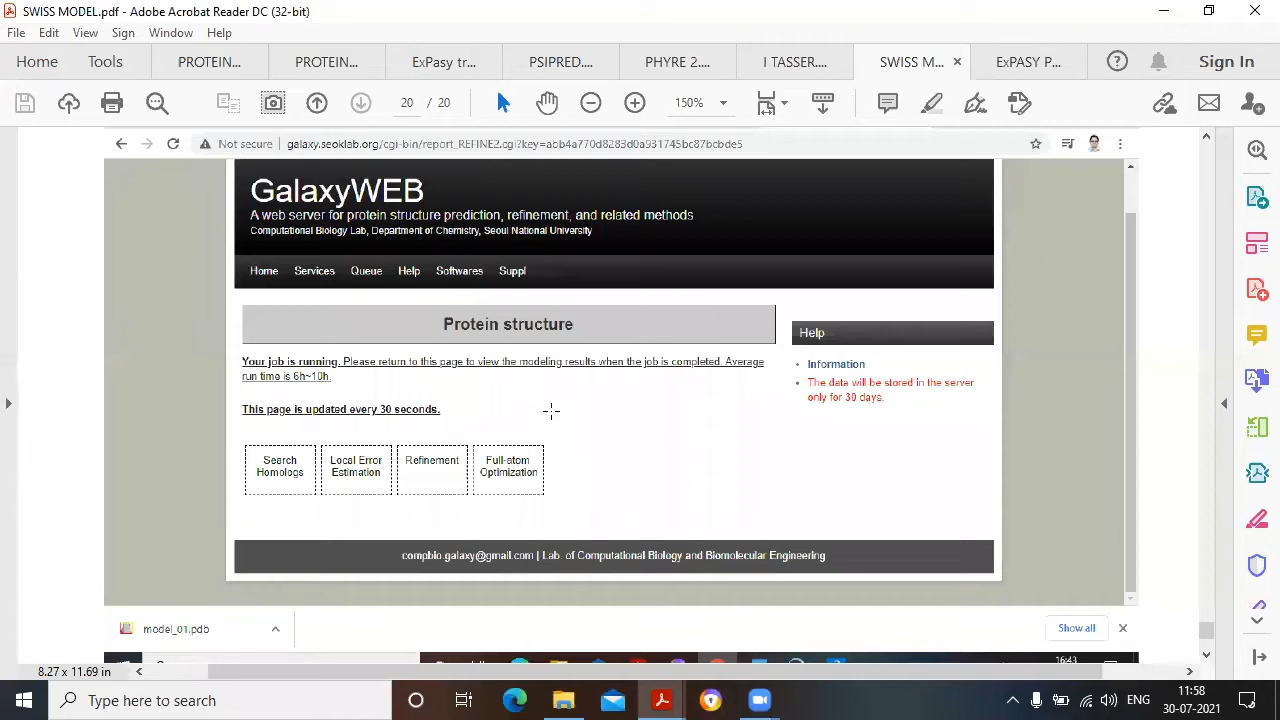 SWISS MODEL.pdf - Adobe Acrobat Reader DC (32-bit)
File Edit View Sign Window Help
Home Tools PROTEIN... PROTEIN... ExPasy tr... PSIPRED.... PHYRE 2.... I TASSER.... SWISS M... × ExPASY P... Sign In
20 / 20 150%
Not secure galaxy.seoklab.org/cgi-bin/report_REFINE2.cgi?key=abb4a770d8283d0a931745bc87bcbde5
GalaxyWEB
A web server for protein structure prediction, refinement, and related methods
Computational Biology Lab, Department of Chemistry, Seoul National University
Home Services Queue Help Softwares Suppl
Protein structure
Your job is running. Please return to this page to view the modeling results when the job is completed. Average
run time is 6h~10h.
This page is updated every 30 seconds.
Search
Homologs
Local Error
Estimation
Refinement
Full-atom
Optimization
Help
Information
The data will be stored in the server
only for 30 days.
compbio.galaxy@gmail.com | Lab. of Computational Biology and Biomolecular Engineering
model_01.pdb Show all
16:43
8.27 x 11.69 in
Type here to search
ENG
11:58
30-07-2021